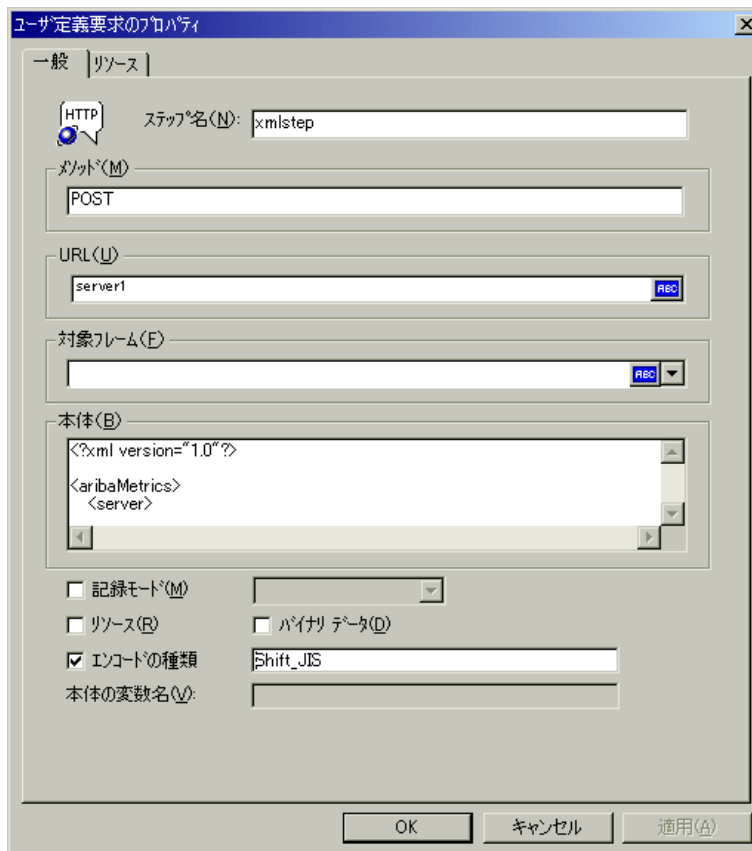 ユーザ定義要求のプロパティ
一般 リソース
HTTP
ステップ名(N): xmlstep
メソッド(M)
POST
URL(U)
server1 ABC
対象フレーム(F)
ABC
本体(B)
<?xml version="1.0"?>
<aribaMetrics>
<server>
記録モード(M)
リソース(R) バイナリ データ(D)
エンコードの種類 Shift_JIS
本体の変数名(V):
OK キャンセル 適用(A)